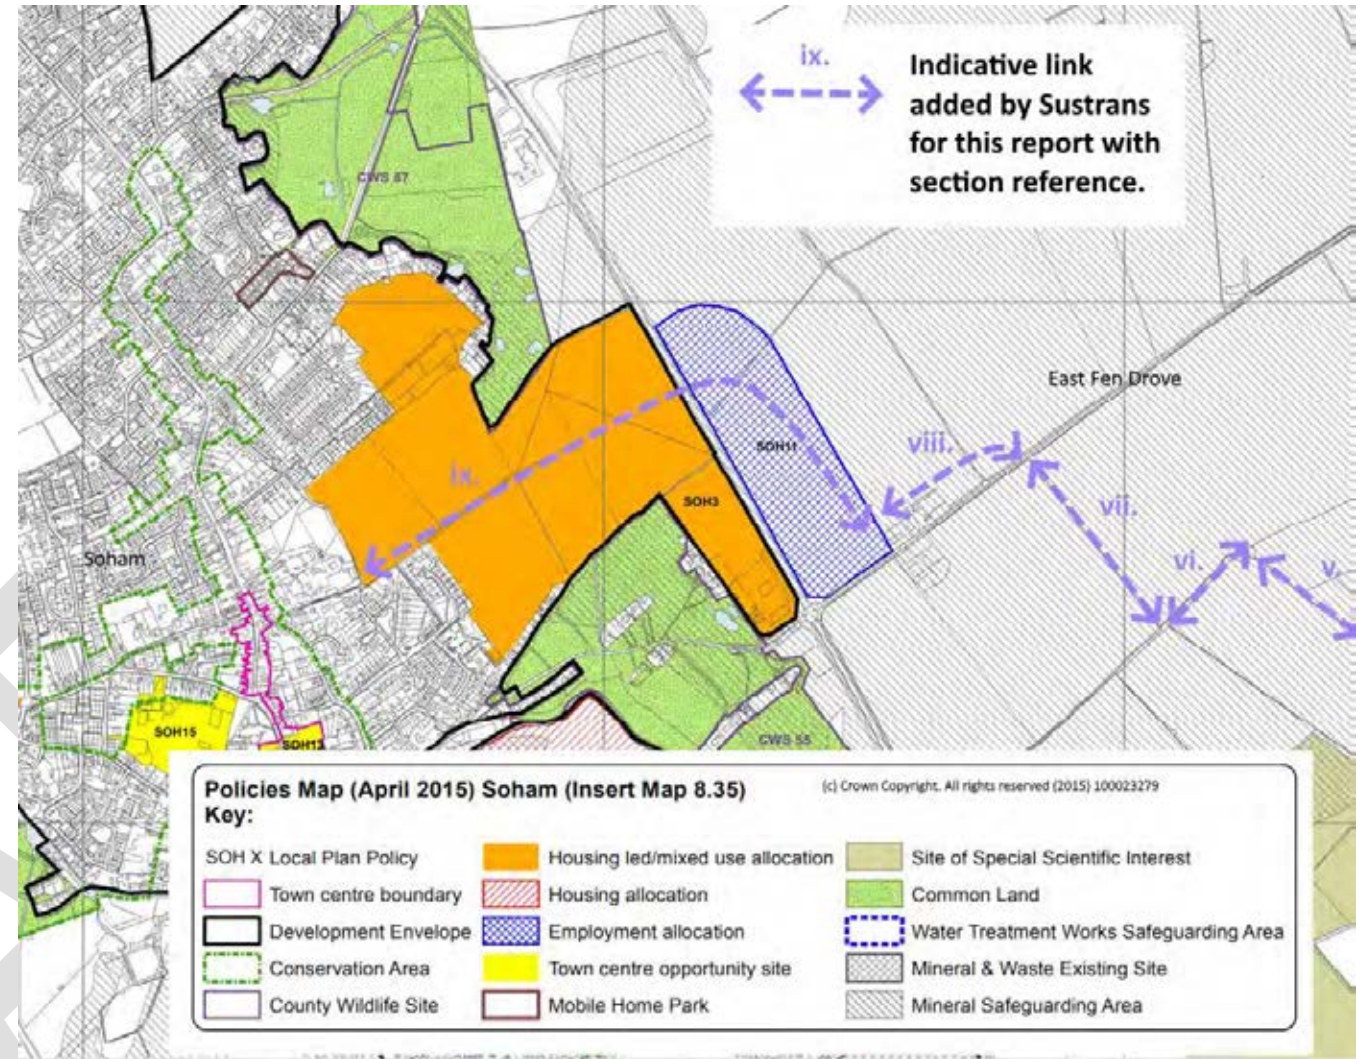 ix.
Indicative link
added by Sustrans
for this report with
section reference.
CWS 87
East Fen Drove
SOH11
viii.
ix.
SOH3
vii.
Soham
vi.
v.
SOH15
SOH13
CWS 55
Policies Map (April 2015) Soham (Insert Map 8.35)
(c) Crown Copyright. All rights reserved (2015) 100023279
Key:
SOH X Local Plan Policy
Housing led/mixed use allocation
Site of Special Scientific Interest
Town centre boundary
Housing allocation
Common Land
Development Envelope
Employment allocation
Water Treatment Works Safeguarding Area
Conservation Area
Town centre opportunity site
Mineral & Waste Existing Site
County Wildlife Site
Mobile Home Park
Mineral Safeguarding Area